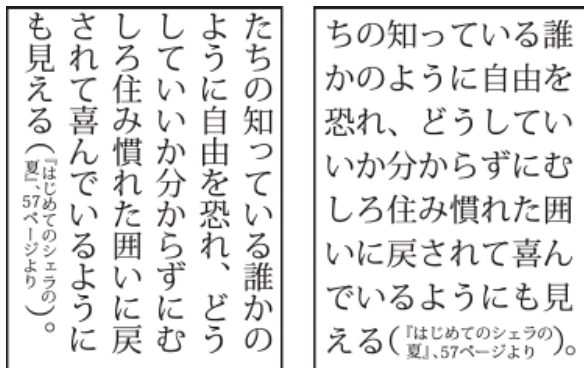 たちの知っている誰かの
ように自由を恐れ、どう
していいか分からずにむ
しろ住み慣れた囲いに戻
されて喜んでいるように
も見える(『はじめてのシェラの
夏』、57ページより)。
ちの知っている誰
かのように自由を
恐れ、どうしてい
いか分からずにむ
しろ住み慣れた囲
いに戻されて喜ん
でいるようにも見
える(『はじめてのシェラの
夏』、57ページより)。